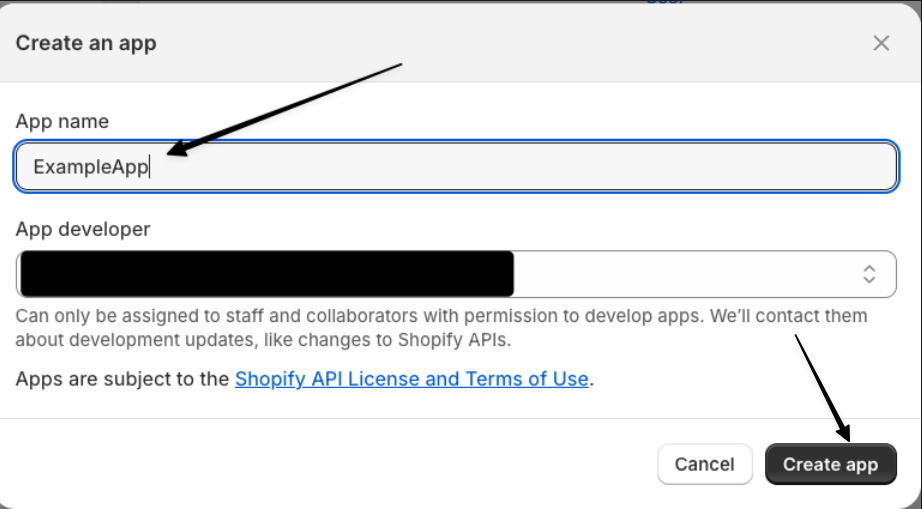 Create an app
App name
ExampleApp
App developer
Can only be assigned to staff and collaborators with permission to develop apps. We’ll contact them
about development updates, like changes to Shopify APIs.
Apps are subject to the Shopify API License and Terms of Use.
Cancel
Create app